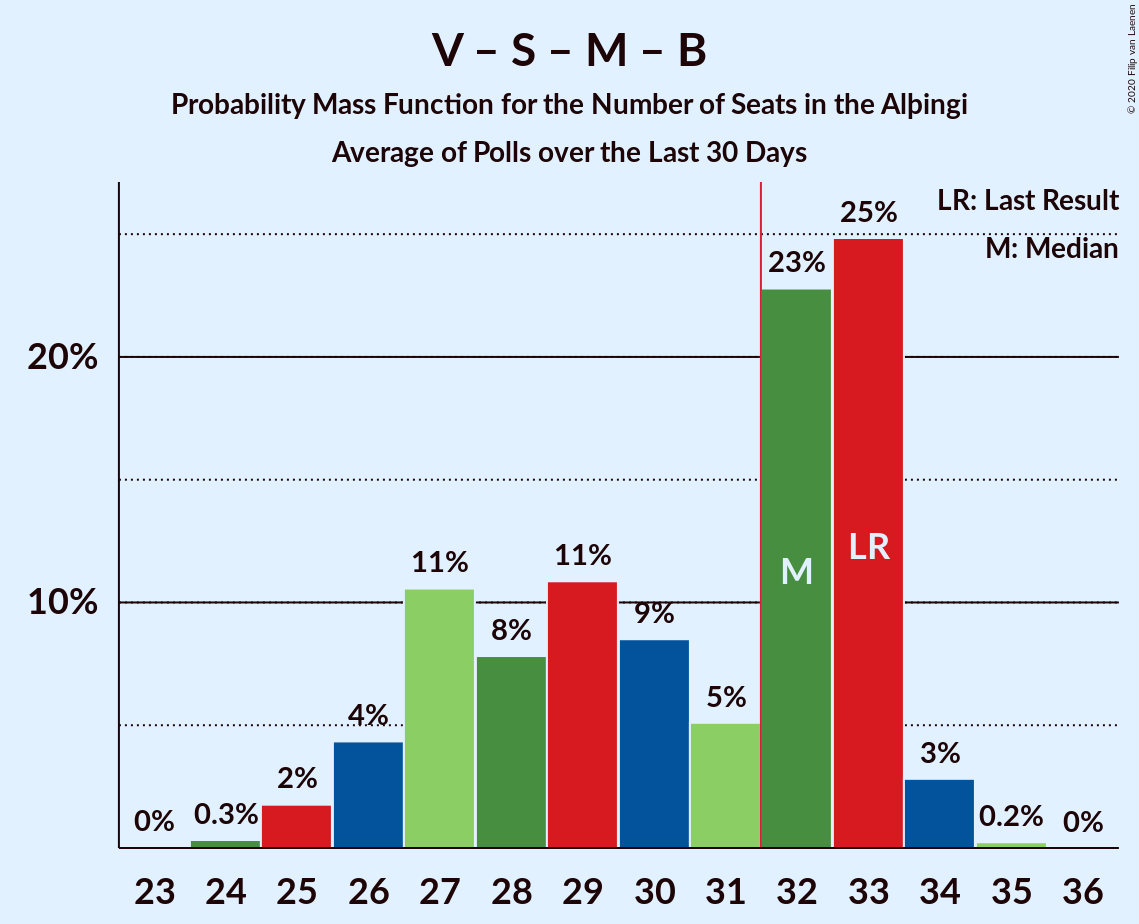 V – S – M – B
Probability Mass Function for the Number of Seats in the Alþingi
Average of Polls over the Last 30 Days
© 2020 Filip van Laenen
LR: Last Result
M: Median
25%
23%
20%
11%
11%
10%
9%
8%
5%
4%
3%
2%
0%
0.3%
0.2%
0%
M
LR
23 24 25 26 27 28 29 30 31 32 33 34 35 36